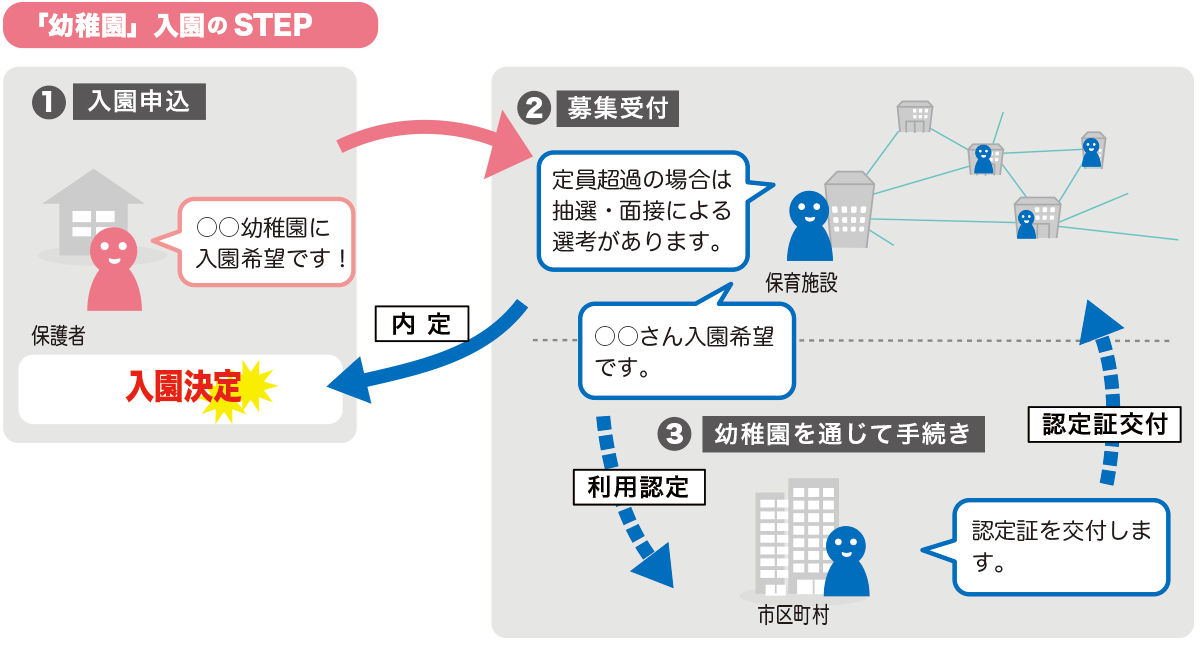 「幼稚園」入園のSTEP
1 入園申込
○○幼稚園に
入園希望です！
保護者
入園決定
2 募集受付
定員超過の場合は
抽選・面接による
選考があります。
保育施設
内定
○○さん入園希望
です。
3 幼稚園を通じて手続き
利用認定
市区町村
認定証を交付しま
す。
認定証交付